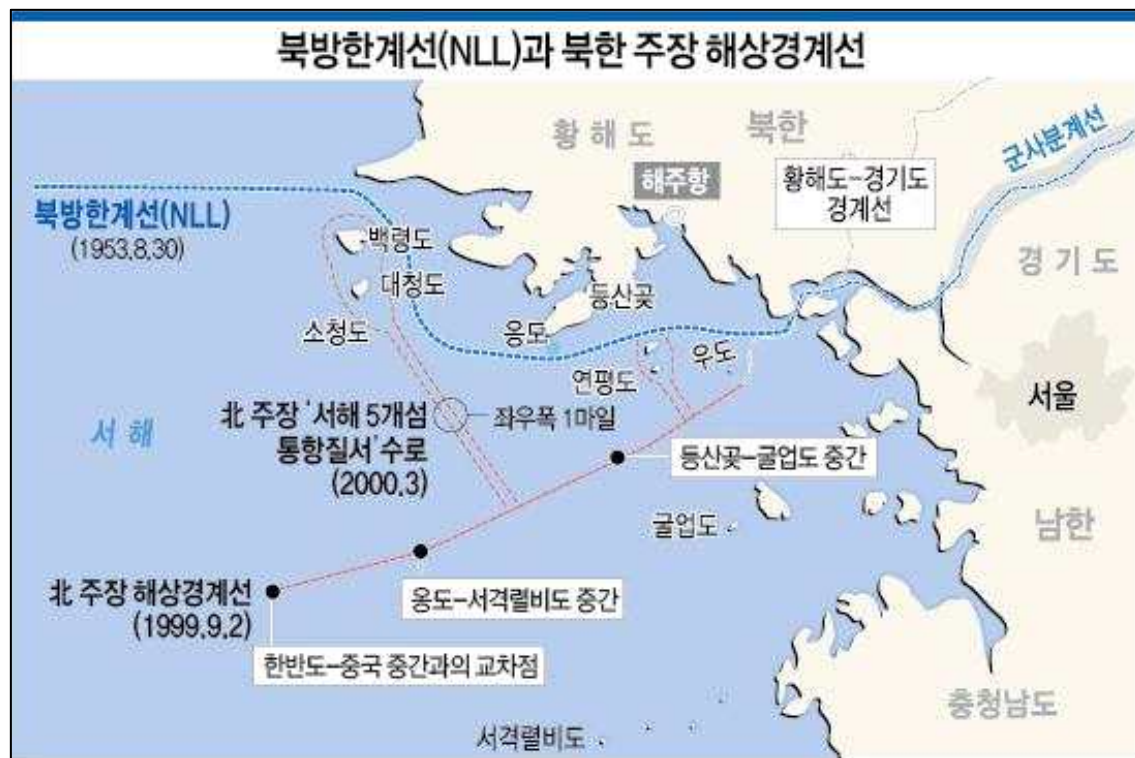 북방한계선(NLL)과 북한 주장 해상경계선
황해도
북한
군사분계선
해주항
황해도-경기도
경계선
북방한계선(NLL)
(1953.8.30)
백령도
경기도
대청도
등산곶
소청도
옹도
우도
연평도
서울
北 주장 '서해 5개섬
통항질서' 수로
(2000.3)
좌우폭 1마일
서해
등산곶-굴업도 중간
굴업도
남한
北 주장 해상경계선
(1999.9.2)
옹도-서격렬비도 중간
한반도-중국 중간과의 교차점
충청남도
서격렬비도